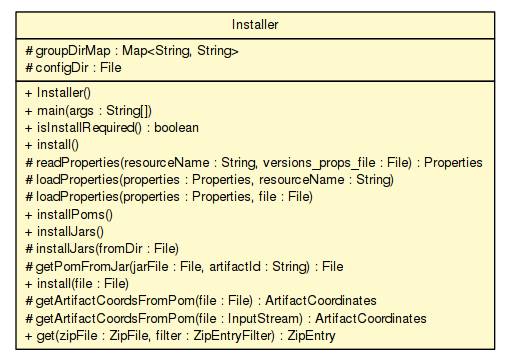 Installer
# groupDirMap : Map<String, String>
# configDir : File
+ Installer()
+ main(args : String[])
+ isInstallRequired() : boolean
+ install()
# readProperties(resourceName : String, versions_props_file : File) : Properties
# loadProperties(properties : Properties, resourceName : String)
# loadProperties(properties : Properties, file : File)
+ installPoms()
+ installJars()
# installJars(fromDir : File)
# getPomFromJar(jarFile : File, artifactId : String) : File
+ install(file : File)
# getArtifactCoordsFromPom(file : File) : ArtifactCoordinates
# getArtifactCoordsFromPom(file : InputStream) : ArtifactCoordinates
+ get(zipFile : ZipFile, filter : ZipEntryFilter) : ZipEntry